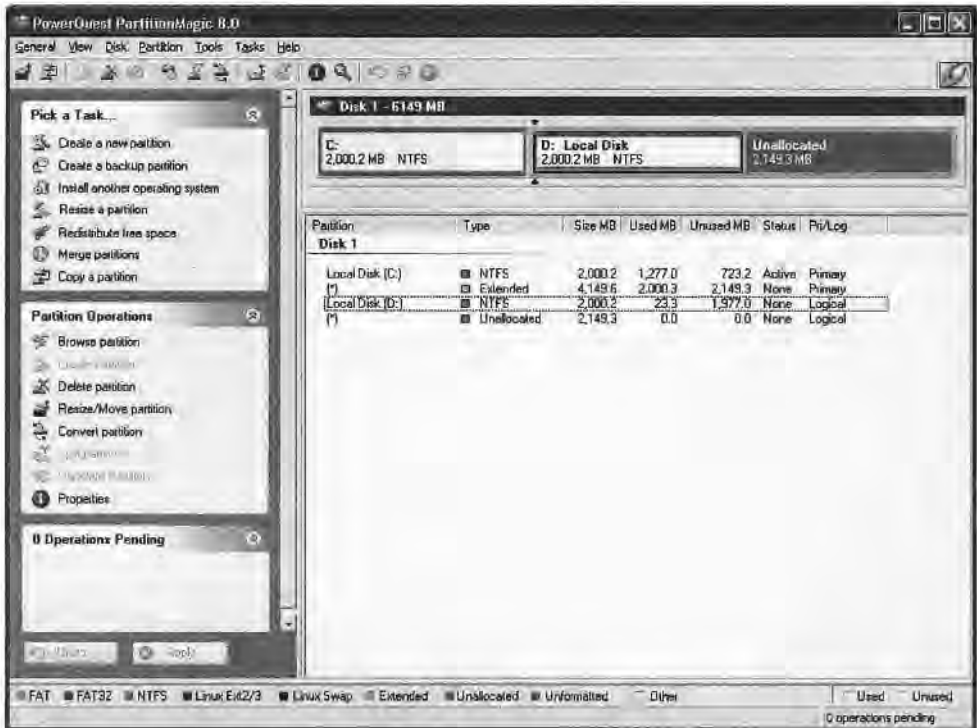 PowerQuest PartitionMagic 8.0
General View Disk Partition Tools Tasks Help
Pick a Task...
Create a new partition
Create a backup partition
Install another operating system
Resize a partition
Redistribute free space
Merge partitions
Copy a partition
Partition Operations
Browse partition
Delete partition
Resize/Move partition
Convert partition
Properties
0 Operations Pending
Undo
Apply
Disk 1 - 6149 MB
C:
2,000.2 MB NTFS
D: Local Disk
2,000.2 MB NTFS
Unallocated
2,149.3 MB
Partition Type Size MB Used MB Unused MB Status Pri/Log
Disk 1
Local Disk (C:) NTFS 2,000.2 1,277.0 723.2 Active Primary
(*) Extended 4,149.6 2,000.3 2,149.3 None Primary
Local Disk (D:) NTFS 2,000.2 23.3 1,977.0 None Logical
(*) Unallocated 2,149.3 0.0 0.0 None Logical
FAT FAT32 NTFS Linux Ext2/3 Linux Swap Extended Unallocated Unformatted Other Used Unused
0 operations pending